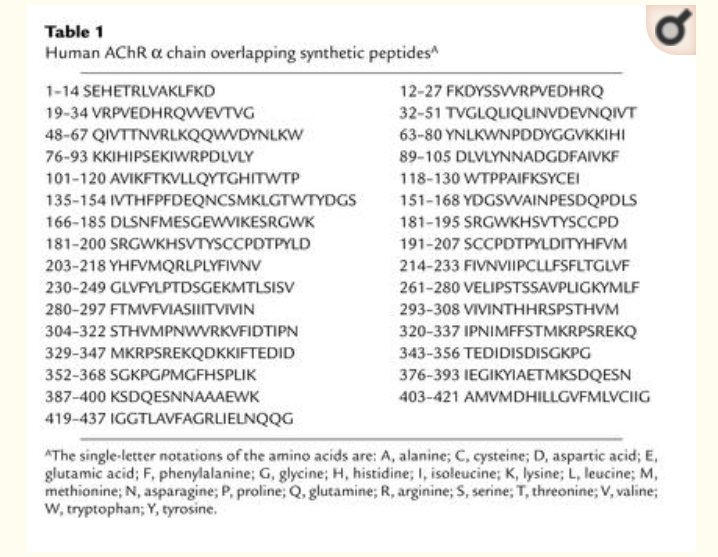 Table 1
Human AChR α chain overlapping synthetic peptidesᴬ
1–14 SEHETRLVAKLFKD 12–27 FKDYSSVVRPVEDHRQ
19–34 VRPVEDHRQVVEVTVG 32–51 TVGLQLIQLINVDEVNQIVT
48–67 QIVTTNVRLKQQWVDYNLKW 63–80 YNLKWNPDDYGGVKKIHI
76–93 KKIHIPSEKIWRPDLVLY 89–105 DLVLYNNADGDFAIVKF
101–120 AVIKFTKVLLQYTGHITWTP 118–130 WTPPAIFKSYCEI
135–154 IVTHFPFDEQNCSMKLGTWTYDGS 151–168 YDGSVVAINPESDQPDLS
166–185 DLSNFMESGEWVIKESRGWK 181–195 SRGWKHSVTYSCCPD
181–200 SRGWKHSVTYSCCPDTPYLD 191–207 SCCPDTPYLDITYHFVM
203–218 YHFVMQRLPLYFIVNV 214–233 FIVNVIIPCLLFSFLTGLVF
230–249 GLVFYLPTDSGEKMTLSISV 261–280 VELIPSTSSAVPLIGKYMLF
280–297 FTMVFVIASIIITVIVIN 293–308 VIVINTHHRSPSTHVM
304–322 STHVMPNWVRKVFIDTIPN 320–337 IPNIMFFSTMKRPSREKQ
329–347 MKRPSREKQDKKIFTEDID 343–356 TEDIDISDISGKPG
352–368 SGKPGPMGFHSPLIK 376–393 IEGIKYIAETMKSDQESN
387–400 KSDQESNNAAAEWK 403–421 AMVMDHILLGVFMLVCIIG
419–437 IGGTLAVFAGRLIELNQQG
ᴬThe single-letter notations of the amino acids are: A, alanine; C, cysteine; D, aspartic acid; E,
glutamic acid; F, phenylalanine; G, glycine; H, histidine; I, isoleucine; K, lysine; L, leucine; M,
methionine; N, asparagine; P, proline; Q, glutamine; R, arginine; S, serine; T, threonine; V, valine;
W, tryptophan; Y, tyrosine.